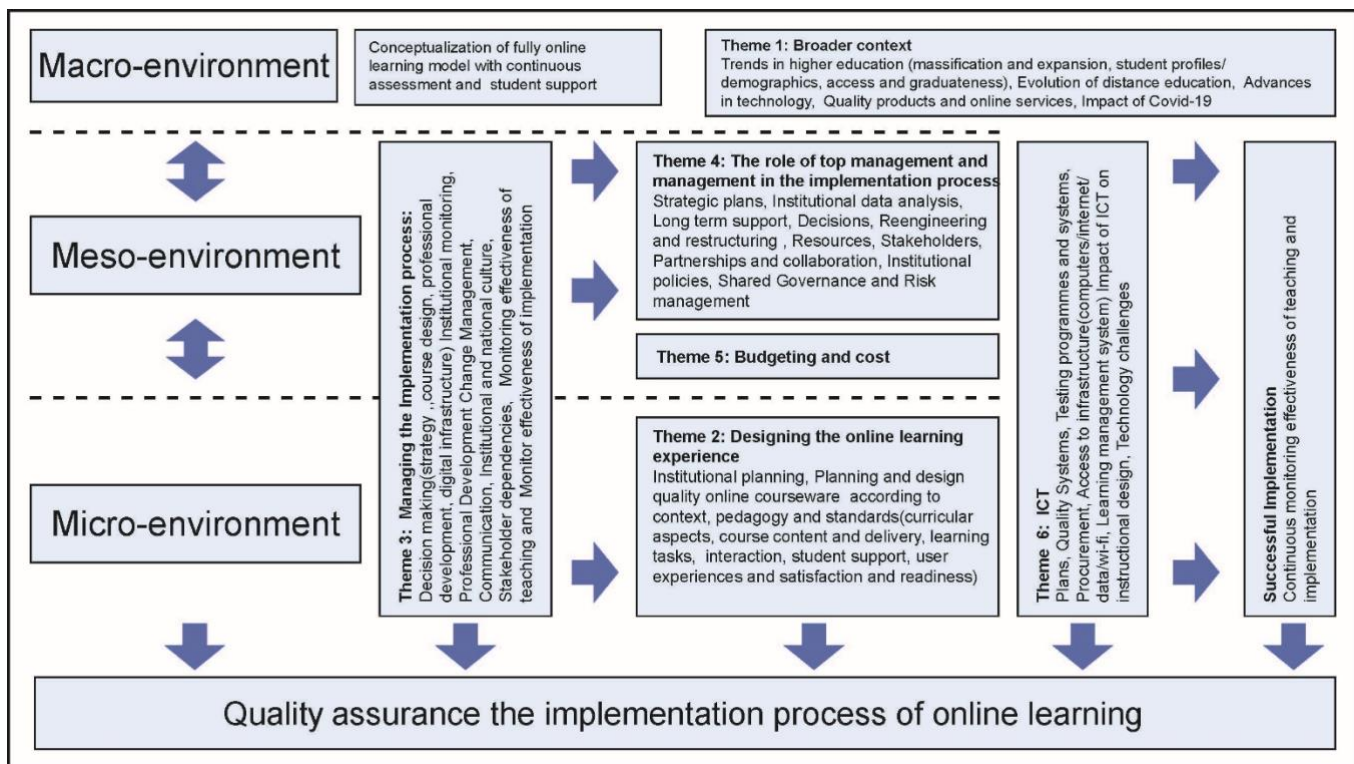 Macro-environment
Conceptualization of fully online
learning model with continuous
assessment and student support
Theme 1: Broader context
Trends in higher education (massification and expansion, student profiles/
demographics, access and graduateness), Evolution of distance education, Advances
in technology, Quality products and online services, Impact of Covid-19
Meso-environment
Micro-environment
Theme 3: Managing the Implementation process:
Decision making(strategy ,,course design, professional
development, digital infrastructure) Institutional monitoring,
Professional Development Change Management,
Communication, Institutional and national culture,
Stakeholder dependencies, Monitoring effectiveness of
teaching and Monitor effectiveness of implementation
Theme 4: The role of top management and
management in the implementation process
Strategic plans, Institutional data analysis,
Long term support, Decisions, Reengineering
and restructuring , Resources, Stakeholders,
Partnerships and collaboration, Institutional
policies, Shared Governance and Risk
management
Theme 5: Budgeting and cost
Theme 2: Designing the online learning
experience
Institutional planning, Planning and design
quality online courseware according to
context, pedagogy and standards(curricular
aspects, course content and delivery, learning
tasks, interaction, student support, user
experiences and satisfaction and readiness)
Theme 6: ICT
Plans, Quality Systems, Testing programmes and systems,
Procurement, Access to infrastructure(computers/internet/
data/wi-fi, Learning management system) Impact of ICT on
instructional design, Technology challenges
Successful Implementation
Continuous monitoring effectiveness of teaching and
implementation
Quality assurance the implementation process of online learning